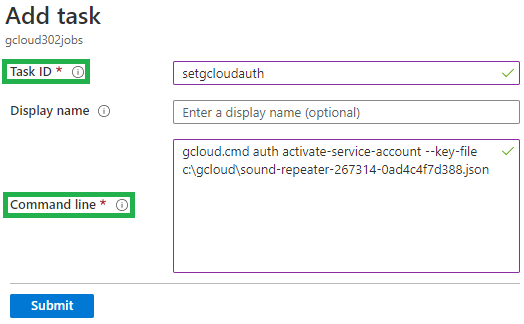 Add task
gcloud302jobs
Task ID *
setgcloudauth
Display name
Enter a display name (optional)
gcloud.cmd auth activate-service-account --key-file
c:\gcloud\sound-repeater-267314-0ad4c4f7d388.json
Command line *
Submit